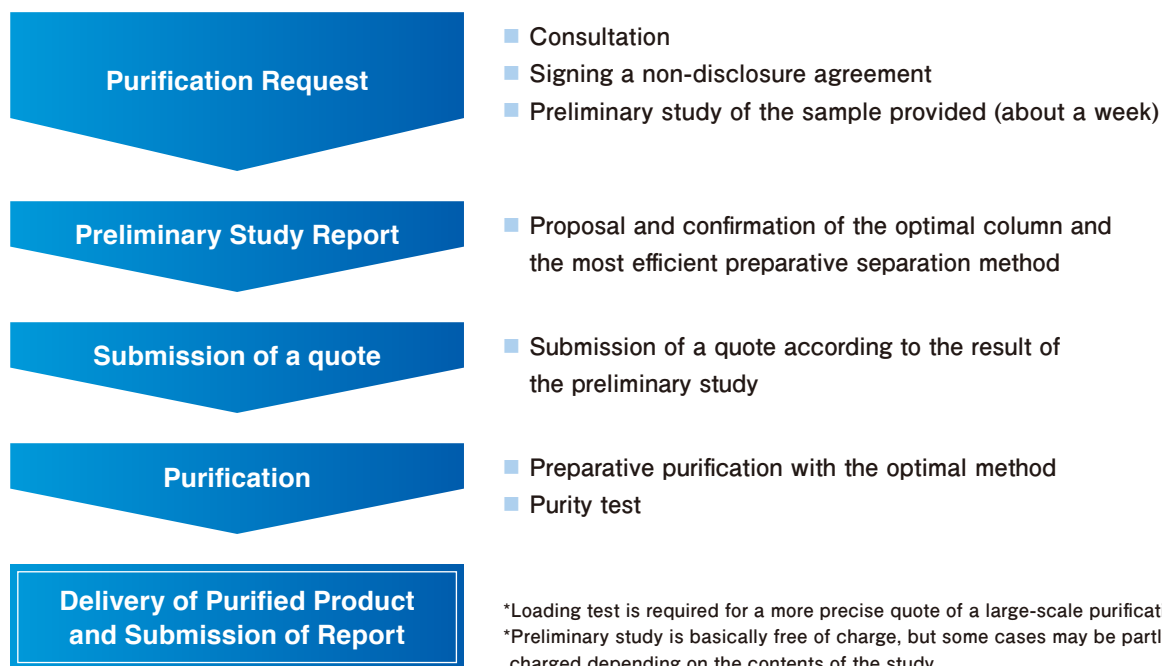 Purification Request
Consultation
Signing a non-disclosure agreement
Preliminary study of the sample provided (about a week)
Preliminary Study Report
Proposal and confirmation of the optimal column and
the most efficient preparative separation method
Submission of a quote
Submission of a quote according to the result of
the preliminary study
Purification
Preparative purification with the optimal method
Purity test
Delivery of Purified Product
and Submission of Report
*Loading test is required for a more precise quote of a large-scale
*Preliminary study is basically free of charge, but some cases may be
charged depending on the contents of the study